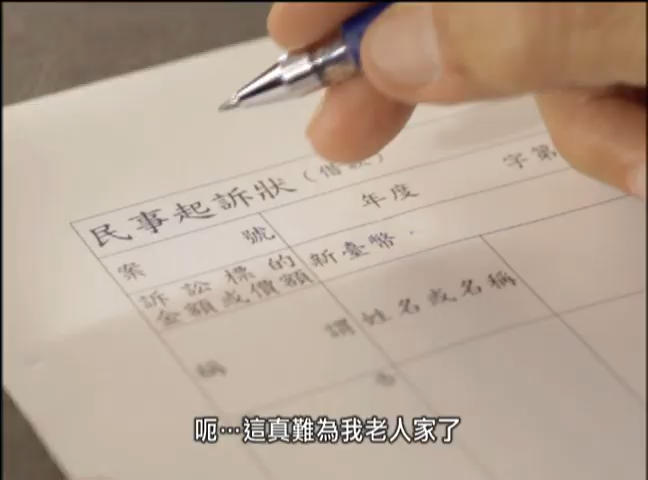 民事起訴狀（借款）
案號 年度 字第
訴訟標的金額或價額 新臺幣
稱謂 姓名或名稱
呃…這真難為我老人家了